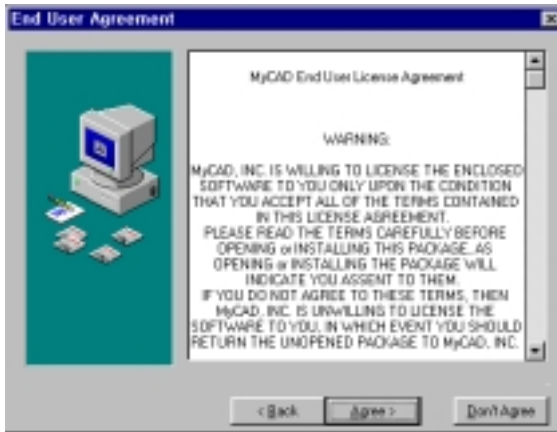 End User Agreement
MyCAD End User License Agreement
WARNING:
MyCAD, INC. IS WILLING TO LICENSE THE ENCLOSED
SOFTWARE TO YOU ONLY UPON THE CONDITION
THAT YOU ACCEPT ALL OF THE TERMS CONTAINED
IN THIS LICENSE AGREEMENT.
PLEASE READ THE TERMS CAREFULLY BEFORE
OPENING or INSTALLING THIS PACKAGE, AS
OPENING or INSTALLING THE PACKAGE WILL
INDICATE YOU ASSENT TO THEM.
IF YOU DO NOT AGREE TO THESE TERMS, THEN
MyCAD, INC. IS UNWILLING TO LICENSE THE
SOFTWARE TO YOU, IN WHICH EVENT YOU SHOULD
RETURN THE UNOPENED PACKAGE TO MyCAD, INC.
< Back Agree > Don't Agree